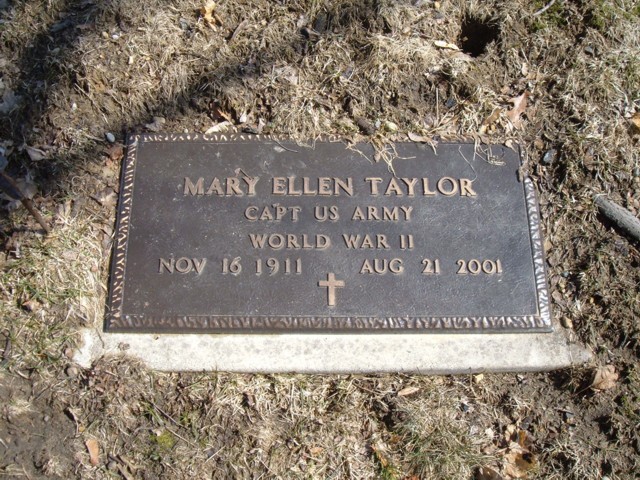 MARY ELLEN TAYLOR
CAPT US ARMY
WORLD WAR II
NOV 16 1911 AUG 21 2001